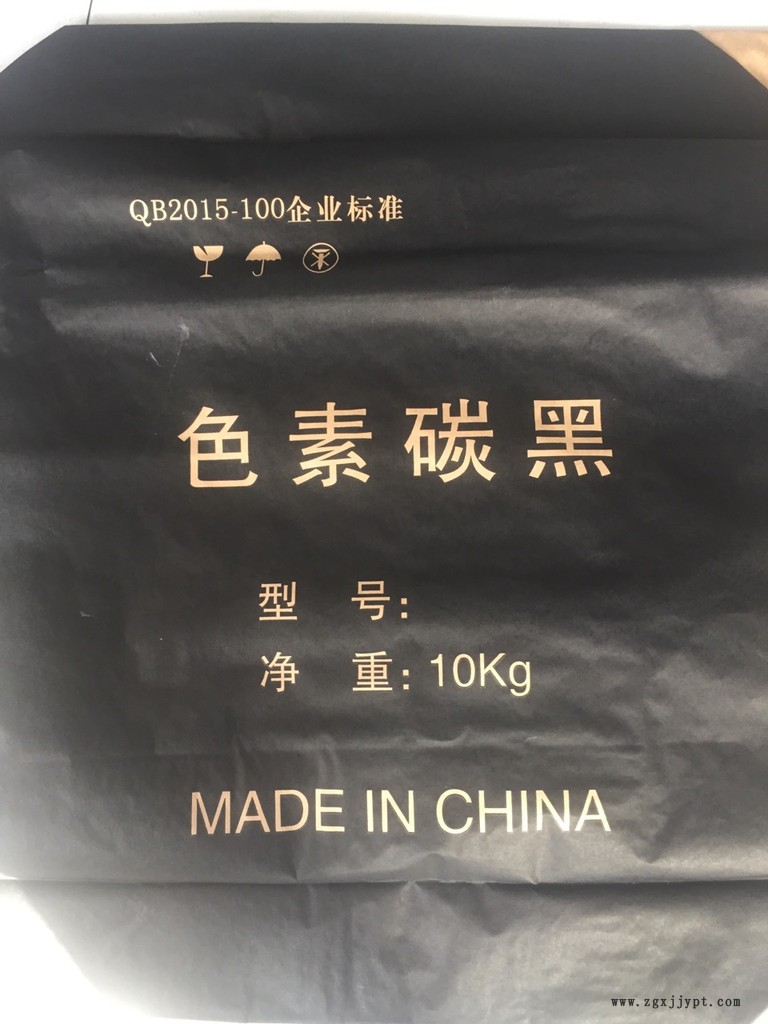 QB2015-100企业标准
色素碳黑
型 号:
净 重: 10Kg
MADE IN CHINA
www.zgxjjypt.com